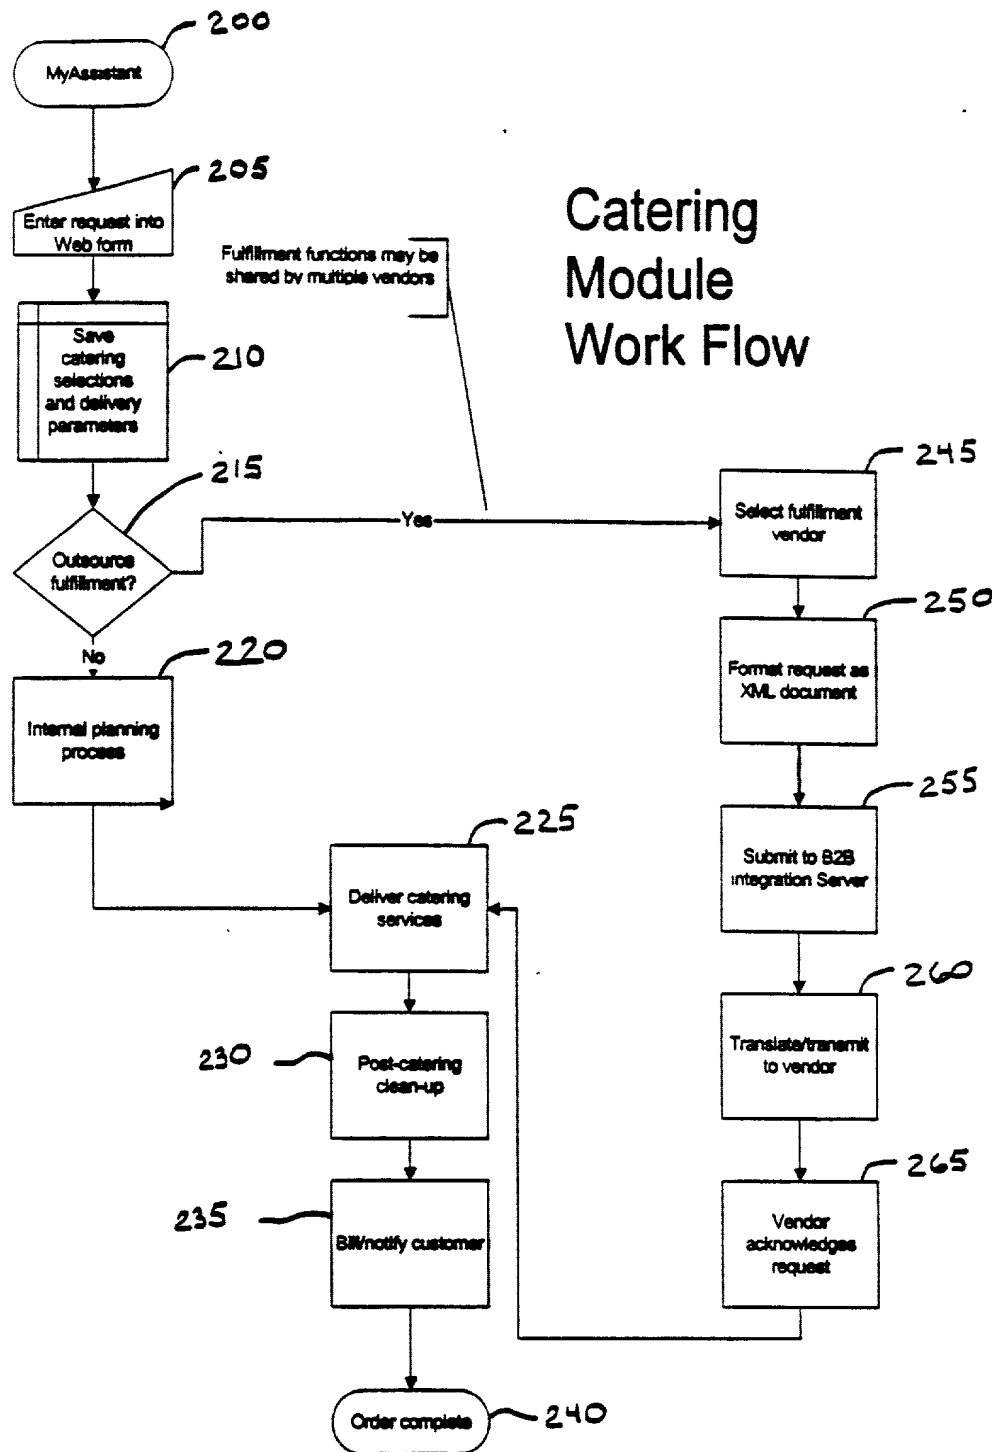 200
MyAssistant
205
Enter request into
Web form
Catering
Module
Work Flow
Fulfillment functions may be
shared by multiple vendors
Save
catering
selections
and delivery
parameters
210
215
245
Select fulfillment
vendor
Yes
Outsource
fulfillment?
250
No
220
Format request as
XML document
Internal planning
process
255
225
Submit to B2B
Integration Server
Deliver catering
services
260
230
Post-catering
clean-up
Translate/transmit
to vendor
265
235
Bill/notify customer
Vendor
acknowledges
request
Order complete
240